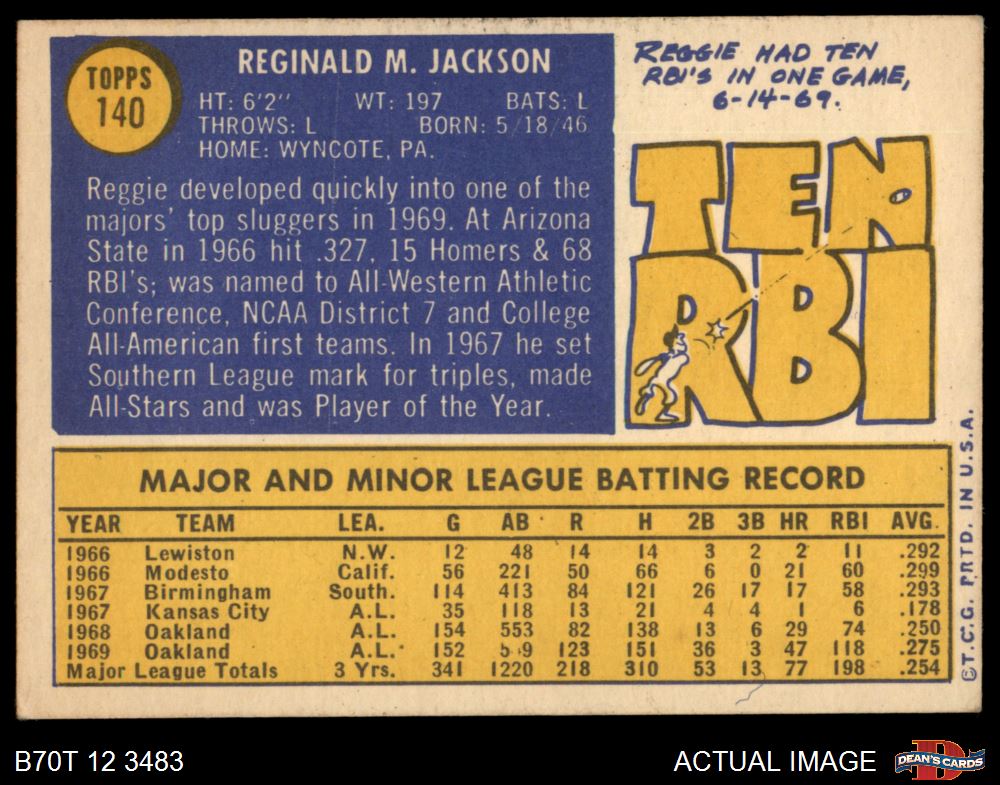 TOPPS
140
REGINALD M. JACKSON
HT: 6'2" WT: 197 BATS: L
THROWS: L BORN: 5/18/46
HOME: WYNCOTE, PA.
Reggie developed quickly into one of the
majors' top sluggers in 1969. At Arizona
State in 1966 hit .327, 15 Homers & 68
RBI's; was named to All-Western Athletic
Conference, NCAA District 7 and College
All-American first teams. In 1967 he set
Southern League mark for triples, made
All-Stars and was Player of the Year.
REGGIE HAD TEN
RBI'S IN ONE GAME,
6-14-69.
TEN
RBI
MAJOR AND MINOR LEAGUE BATTING RECORD
YEAR TEAM LEA. G AB R H 2B 3B HR RBI AVG.
1966 Lewiston N.W. 12 48 14 14 3 2 2 11 .292
1966 Modesto Calif. 56 221 50 66 6 0 21 60 .299
1967 Birmingham South. 114 413 84 121 26 17 17 58 .293
1967 Kansas City A.L. 35 118 13 21 4 4 1 6 .178
1968 Oakland A.L. 154 553 82 138 13 6 29 74 .250
1969 Oakland A.L. 152 123 151 36 3 47 118 .275
Major League Totals 3 Yrs. 341 1220 218 310 53 13 77 198 .254
©T.C.G. PRTD. IN U.S.A.
B70T 12 3483
ACTUAL IMAGE
D
DEAN'S CARDS